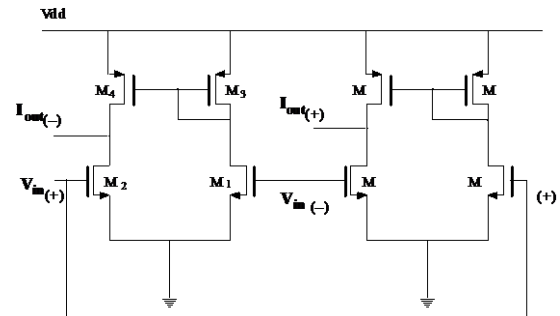 Vdd
M4 M3 M M
Iout(−) Iout(+)
Vin(+) M2 M1 M M
Vin (−) (+)